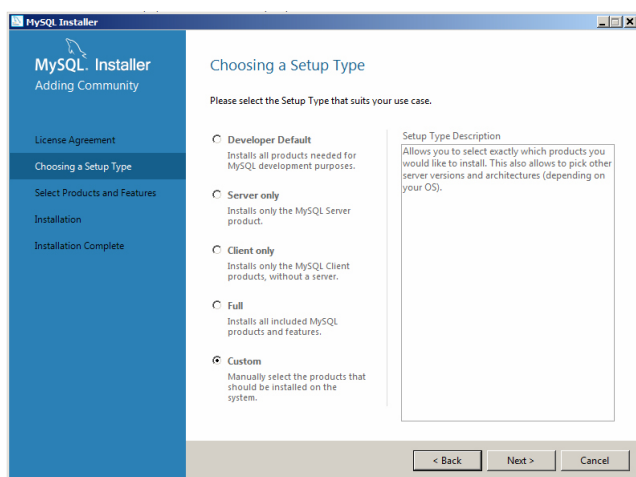 MySQL Installer
MySQL. Installer
Adding Community
License Agreement
Choosing a Setup Type
Select Products and Features
Installation
Installation Complete
Choosing a Setup Type
Please select the Setup Type that suits your use case.
Developer Default
Installs all products needed for
MySQL development purposes.
Server only
Installs only the MySQL Server
product.
Client only
Installs only the MySQL Client
products, without a server.
Full
Installs all included MySQL
products and features.
Custom
Manually select the products that
should be installed on the
system.
Setup Type Description
Allows you to select exactly which products you
would like to install. This also allows to pick other
server versions and architectures (depending on
your OS).
< Back
Next >
Cancel